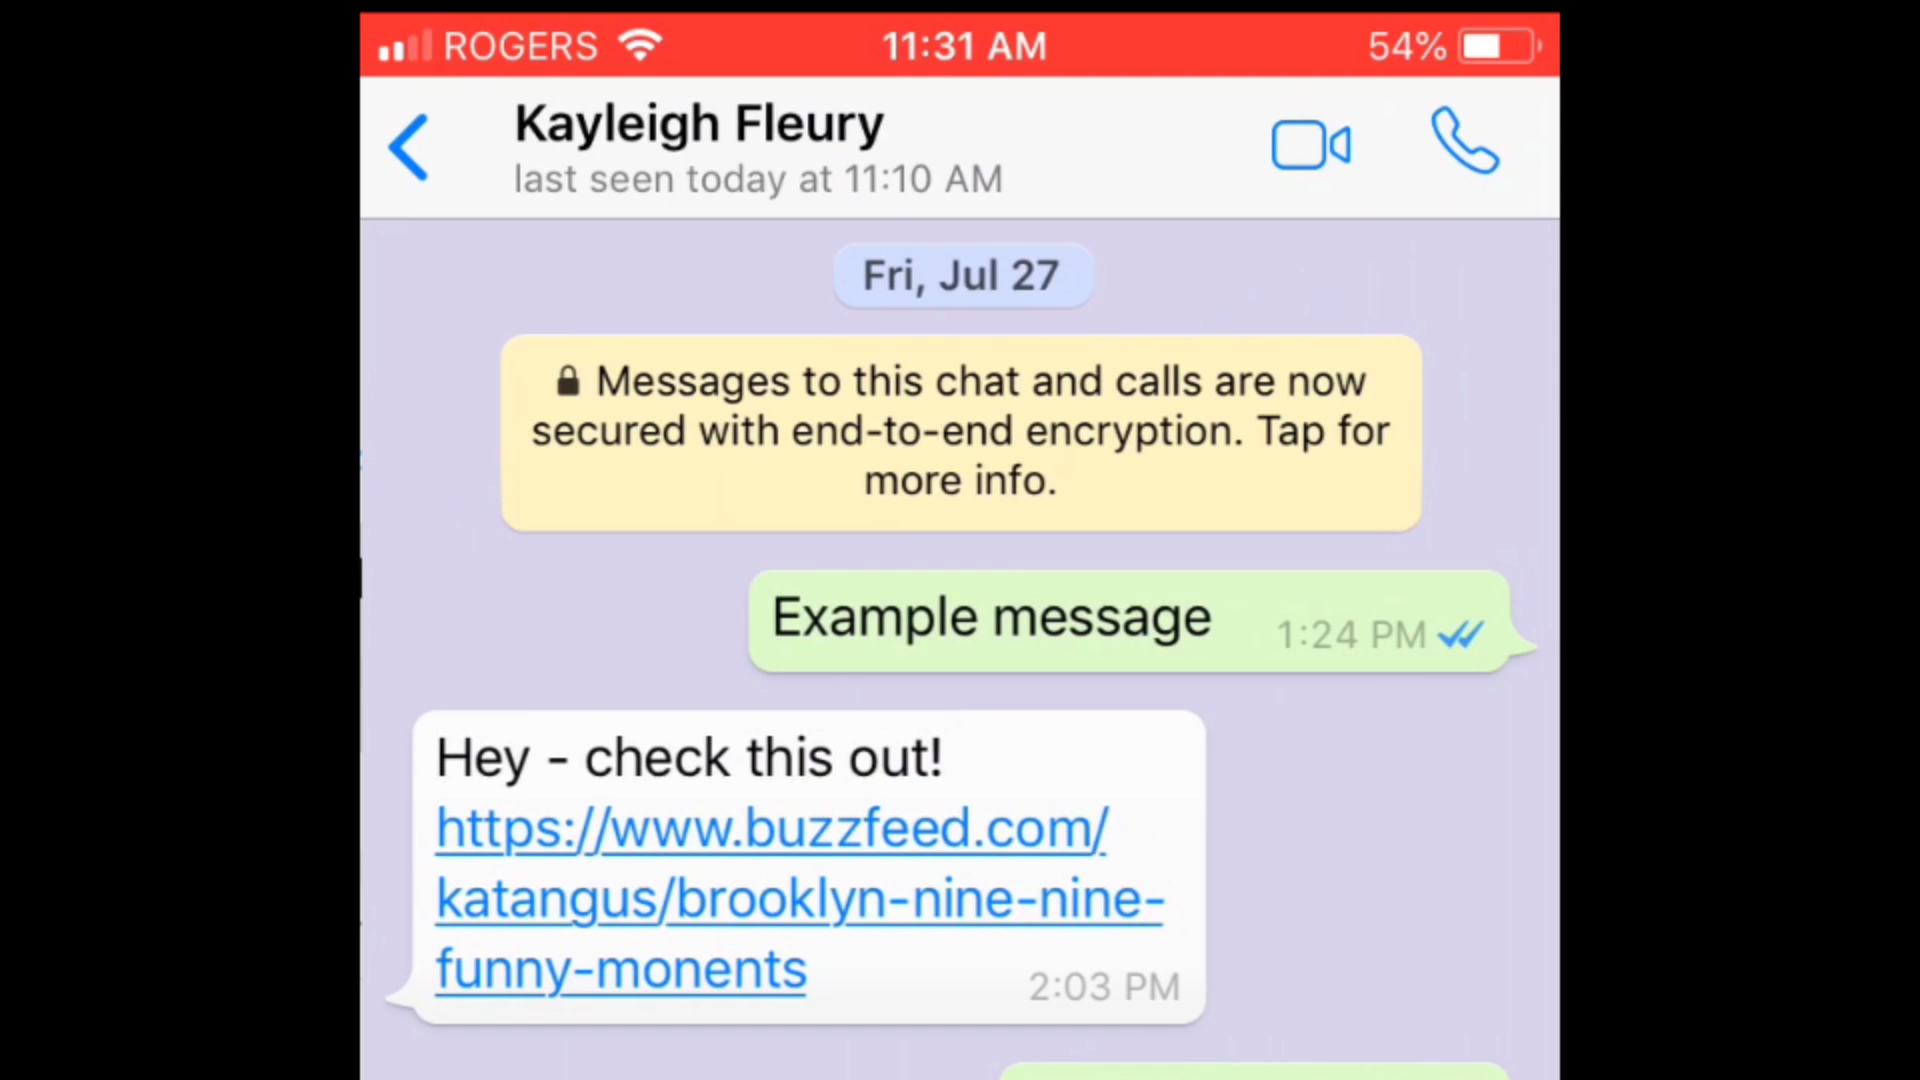 ROGERS 11:31 AM 54%
Kayleigh Fleury
last seen today at 11:10 AM
Fri, Jul 27
Messages to this chat and calls are now
secured with end-to-end encryption. Tap for
more info.
Example message 1:24 PM
Hey - check this out!
https://www.buzzfeed.com/
katangus/brooklyn-nine-nine-
funny-monents 2:03 PM